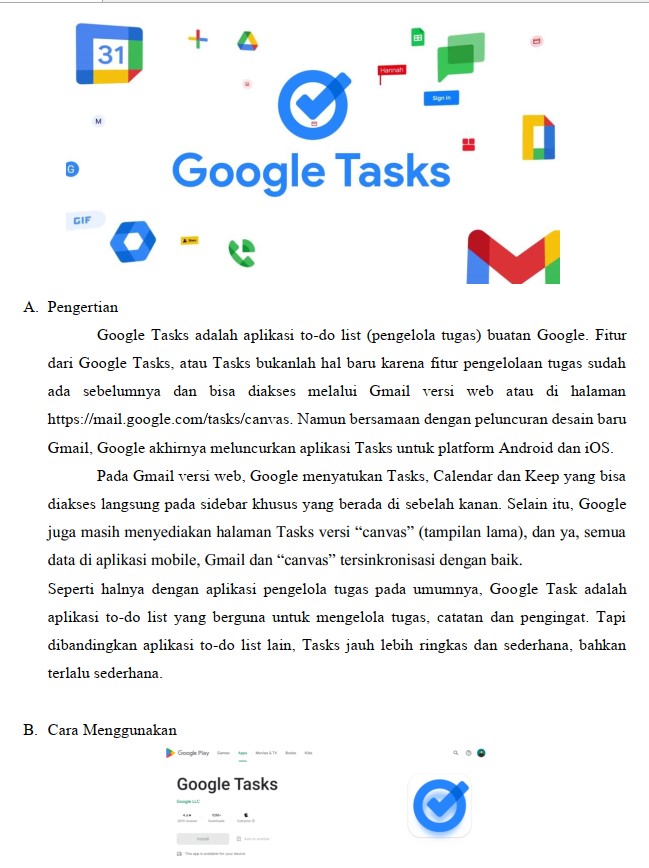 31
Hannah
Sign in
M
G
Google Tasks
GIF
A. Pengertian
Google Tasks adalah aplikasi to-do list (pengelola tugas) buatan Google. Fitur
dari Google Tasks, atau Tasks bukanlah hal baru karena fitur pengelolaan tugas sudah
ada sebelumnya dan bisa diakses melalui Gmail versi web atau di halaman
https://mail.google.com/tasks/canvas. Namun bersamaan dengan peluncuran desain baru
Gmail, Google akhirnya meluncurkan aplikasi Tasks untuk platform Android dan iOS.
Pada Gmail versi web, Google menyatukan Tasks, Calendar dan Keep yang bisa
diakses langsung pada sidebar khusus yang berada di sebelah kanan. Selain itu, Google
juga masih menyediakan halaman Tasks versi “canvas” (tampilan lama), dan ya, semua
data di aplikasi mobile, Gmail dan “canvas” tersinkronisasi dengan baik.
Seperti halnya dengan aplikasi pengelola tugas pada umumnya, Google Task adalah
aplikasi to-do list yang berguna untuk mengelola tugas, catatan dan pengingat. Tapi
dibandingkan aplikasi to-do list lain, Tasks jauh lebih ringkas dan sederhana, bahkan
terlalu sederhana.
B. Cara Menggunakan
Google Play Games Apps Movies & TV Books Kids
Google Tasks
Google LLC
Install
This app is available for your device